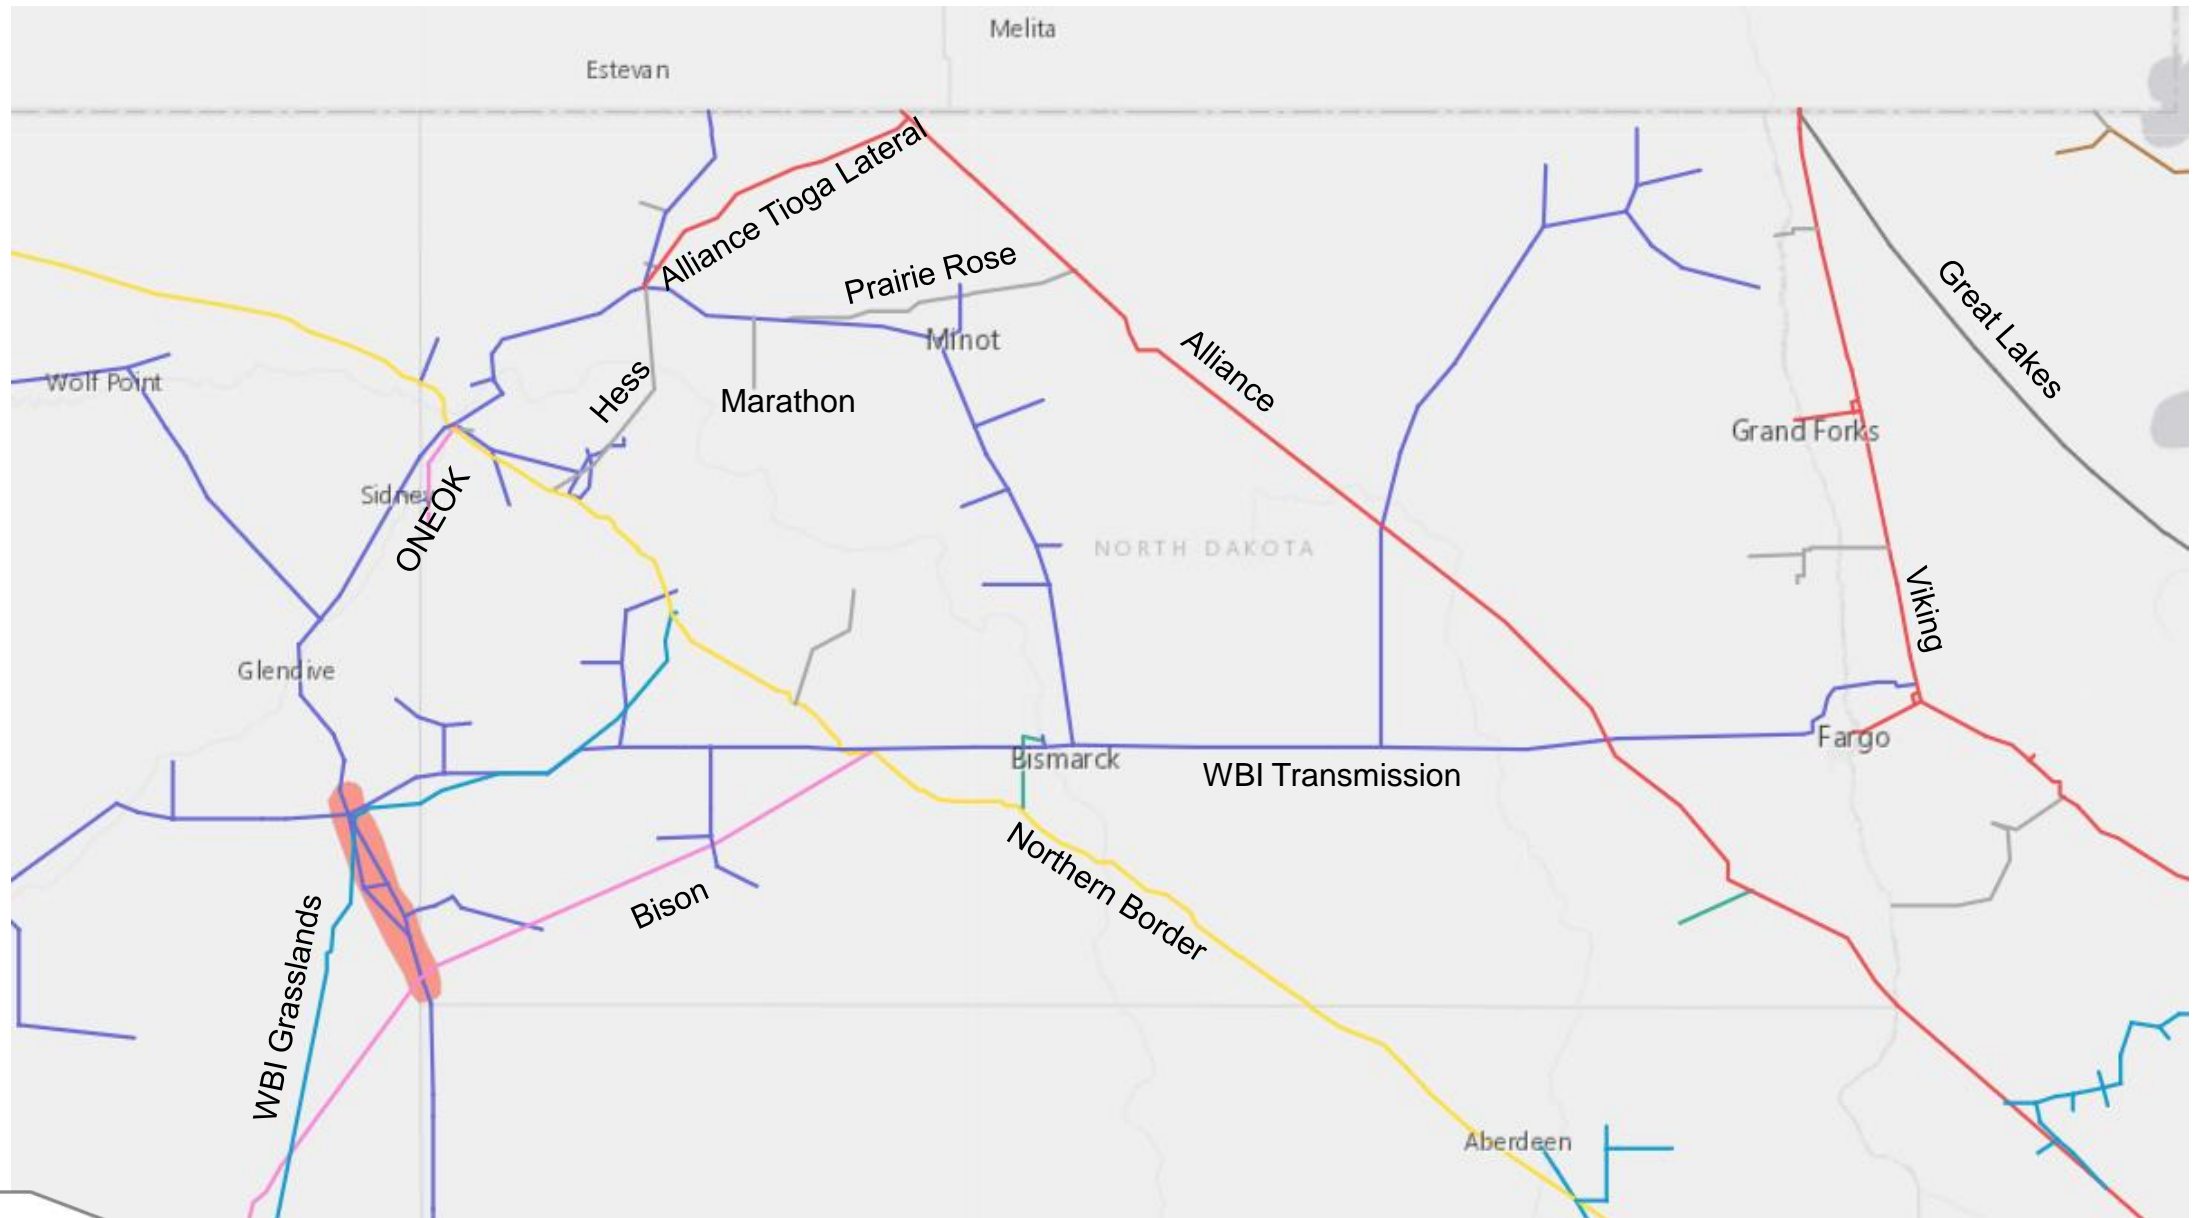 Melita
Estevan
Alliance Tioga Lateral
Prairie Rose
Great Lakes
Minot
Wolf Point
Hess
Marathon
Alliance
Grand Forks
Sidney
ONEOK
NORTH DAKOTA
Viking
Glendive
Fargo
Bismarck
WBI Transmission
Northern Border
Bison
WBI Grasslands
Aberdeen